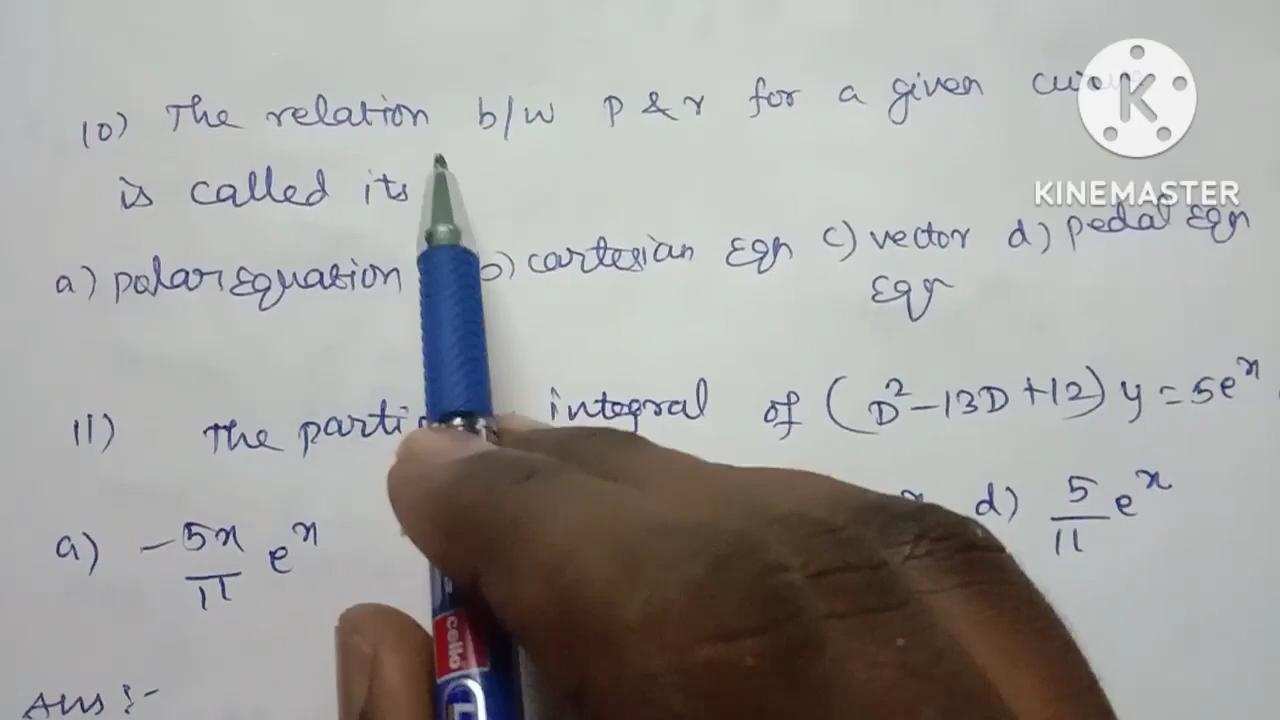 10) The relation b/w P & r for a given
KINEMASTER
is called its
a) polar Equation b) cartesian Eqn c) vector Eqn d) pedal Eqn
11) The integral of (D² - 13D + 12) y = 5eˣ.
a) -5x/11 eˣ d) 5/11 eˣ
Ans :-
cello